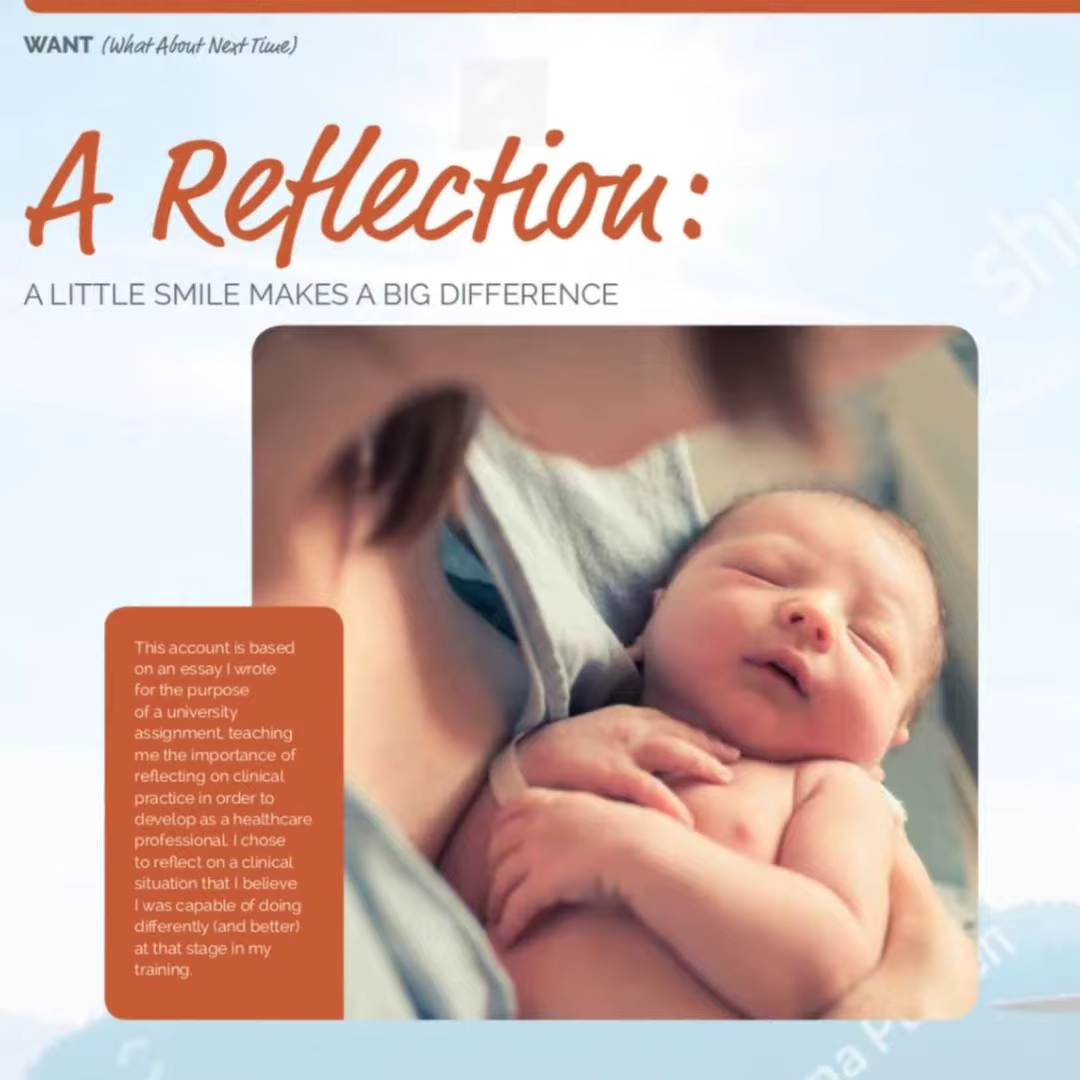 WANT (What About Next Time)
A Reflection:
A LITTLE SMILE MAKES A BIG DIFFERENCE
This account is based
on an essay I wrote
for the purpose
of a university
assignment, teaching
me the importance of
reflecting on clinical
practice in order to
develop as a healthcare
professional. I chose
to reflect on a clinical
situation that I believe
I was capable of doing
differently (and better)
at that stage in my
training.